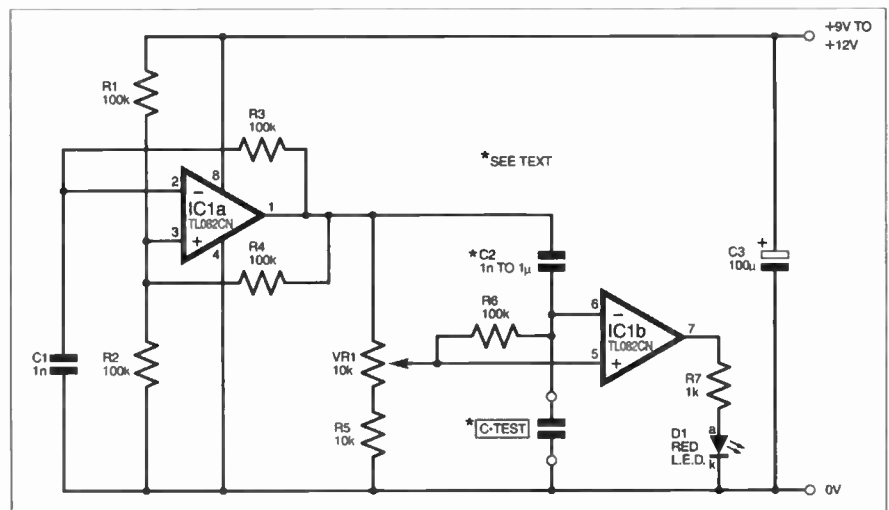 +9V TO
+12V
R1
100k
R3
100k
*SEE TEXT
2
8
1
IC1a
TL082CN
3
4
R4
100k
*C2
1n TO 1µ
+
C3
100µ
R6
100k
6
7
IC1b
TL082CN
5
C1
1n
R2
100k
VR1
10k
R7
1k
R5
10k
*C-TEST
D1
RED
L.E.D.
a
k
0V